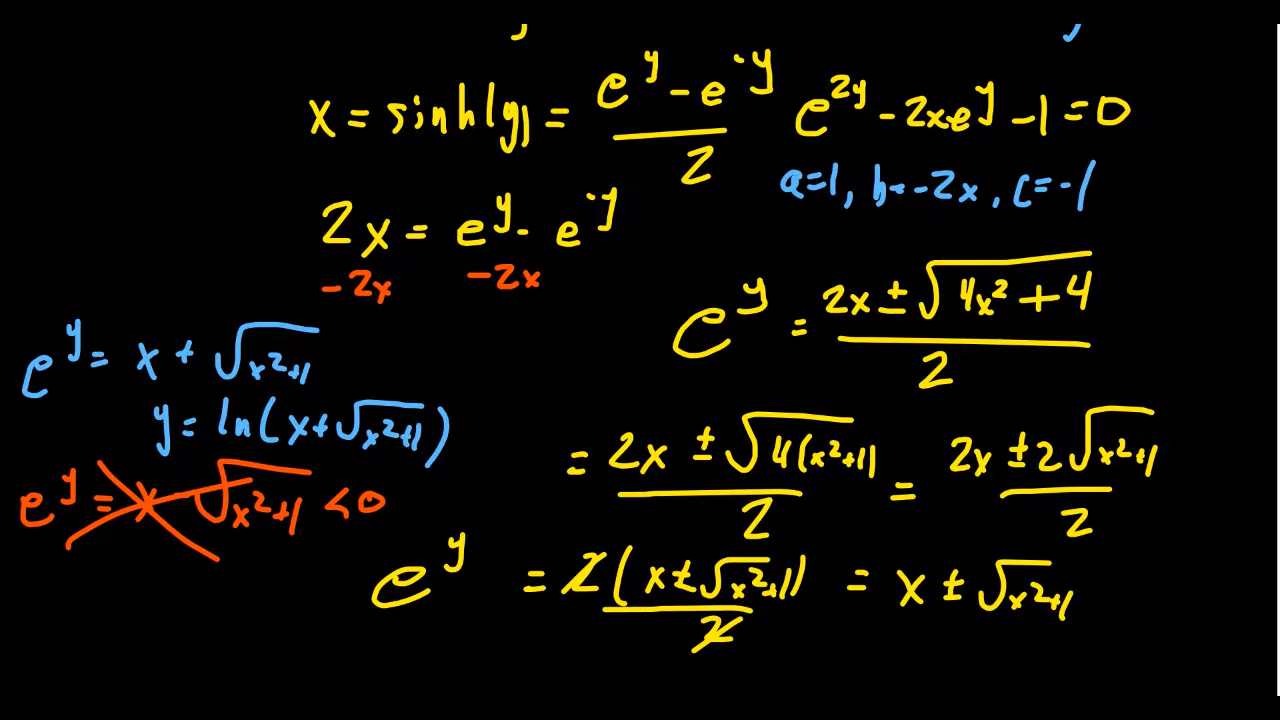 x = sinh(y) = (e^y - e^-y)/2
2x = e^y - e^-y
-2x -2x
e^2y - 2xe^y - 1 = 0
a=1, b=-2x, c=-1
e^y = (2x ± √(4x² + 4))/2
= (2x ± √(4(x²+1)))/2 = (2x ± 2√(x²+1))/2
e^y = 2(x ± √(x²+1))/2 = x ± √(x²+1)
e^y = x + √(x²+1)
y = ln(x + √(x²+1))
e^y = x - √(x²+1) < 0